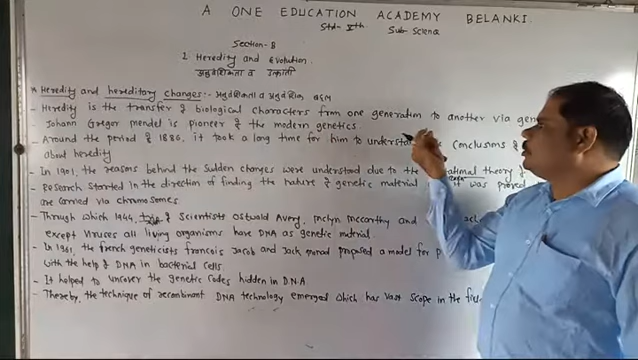 A ONE EDUCATION ACADEMY BELANKI.
Std- Xth Sub- Science
Section-B
2. Heredity and Evolution.
अनुवंशिकता व उत्क्रांती
* Heredity and hereditary changes:- अनुवंशिकता व अनुवंशिक बदल
- Heredity is the transfer of biological characters from one generation to another via
Johann Gregor mendel is pioneer of the modern genetics
- Around the period of 1886, it took a long time for him to understand conclusions of
about heredity
- In 1901, the reasons behind the Sudden changes were understood due to the theory of
- Research started in the direction of finding the nature of genetic material it was proved
are carried via chromosomes
- Through which 1944, trio of Scientists Oswald Avery, Mclyn Mccarthy and
except viruses all living organisms have DNA as genetic material.
- In 1961, the French geneticists Francois Jacob and Jack monad proposed a model for
with the help of DNA in bacterial cells
- It helped to uncover the genetic codes hidden in DNA
- Thereby, the technique of recombinant DNA technology emerged which has vast scope in the